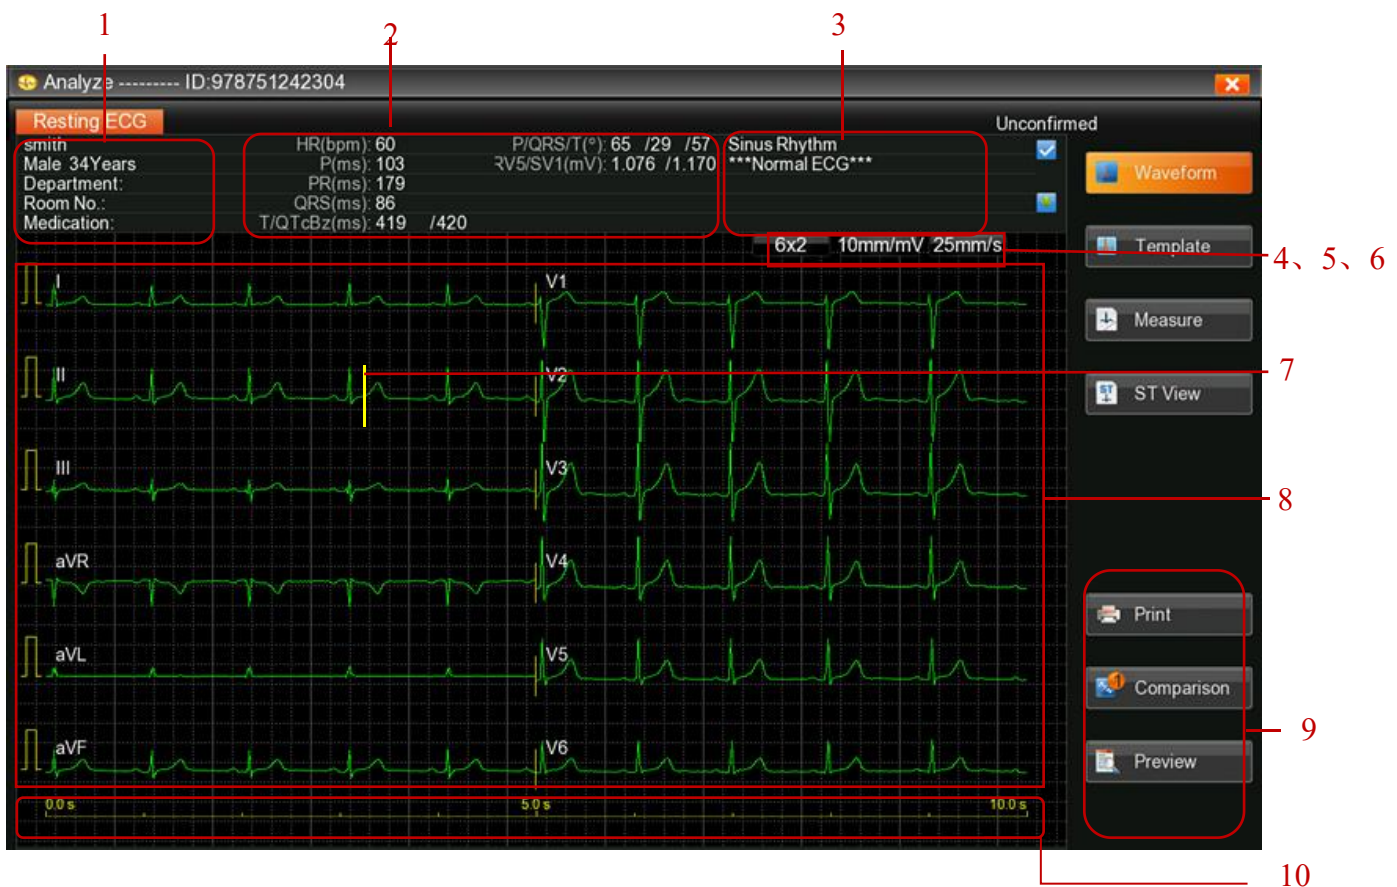 1
2
3
Analyze --------- ID:978751242304
Resting ECG
Unconfirmed
smith
Male 34Years
Department:
Room No.:
Medication:
HR(bpm): 60
P(ms): 103
PR(ms): 179
QRS(ms): 86
T/QTcBz(ms): 419 /420
P/QRS/T(°): 65 /29 /57
RV5/SV1(mV): 1.076 /1.170
Sinus Rhythm
***Normal ECG***
6x2 10mm/mV 25mm/s
4、5、6
Waveform
Template
Measure
ST View
7
8
I
V1
II
V2
III
V3
aVR
V4
aVL
V5
aVF
V6
Print
1
Comparison
Preview
9
0.0 s 5.0 s 10.0 s
10